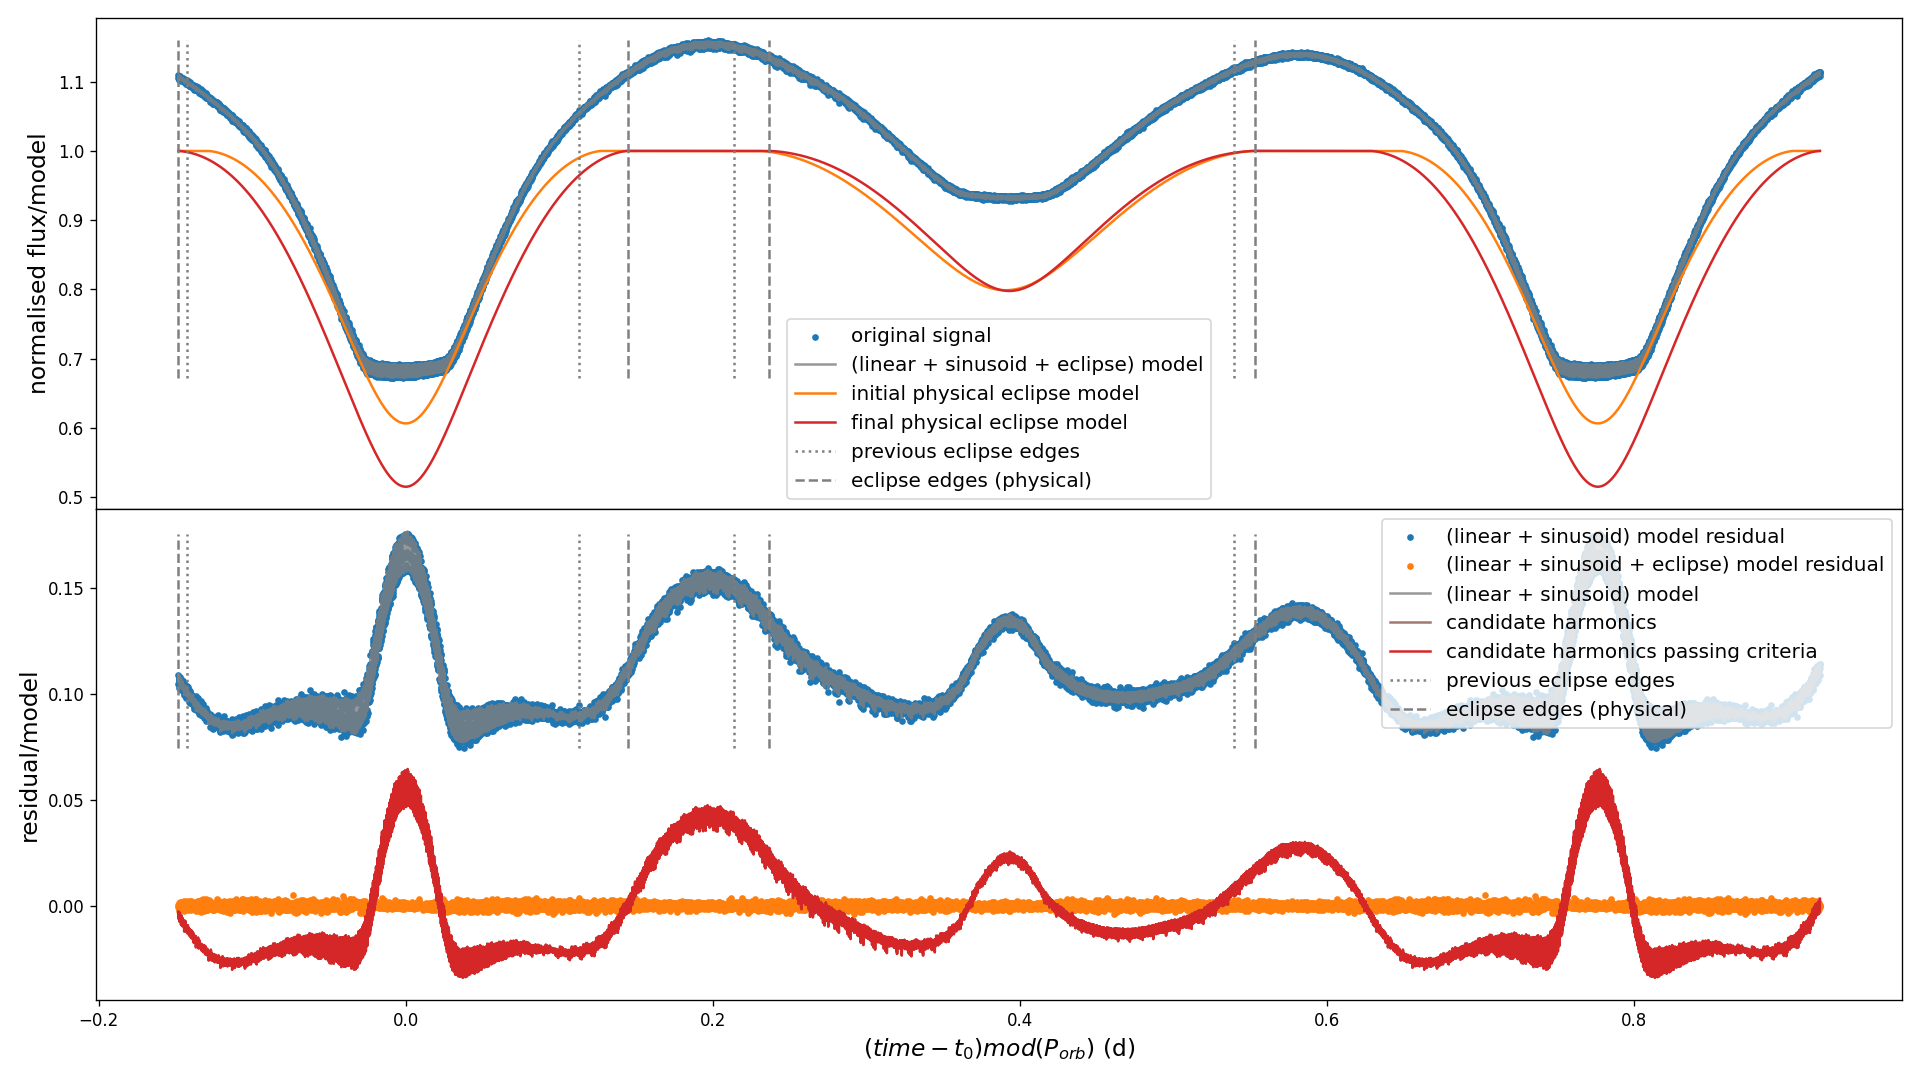 normalised flux/model
1.1
1.0
0.9
0.8
0.7
0.6
0.5
original signal
(linear + sinusoid + eclipse) model
initial physical eclipse model
final physical eclipse model
previous eclipse edges
eclipse edges (physical)
residual/model
0.15
0.10
0.05
0.00
(linear + sinusoid) model residual
(linear + sinusoid + eclipse) model residual
(linear + sinusoid) model
candidate harmonics
candidate harmonics passing criteria
previous eclipse edges
eclipse edges (physical)
−0.2 0.0 0.2 0.4 0.6 0.8
(time − t₀)mod(P_orb) (d)